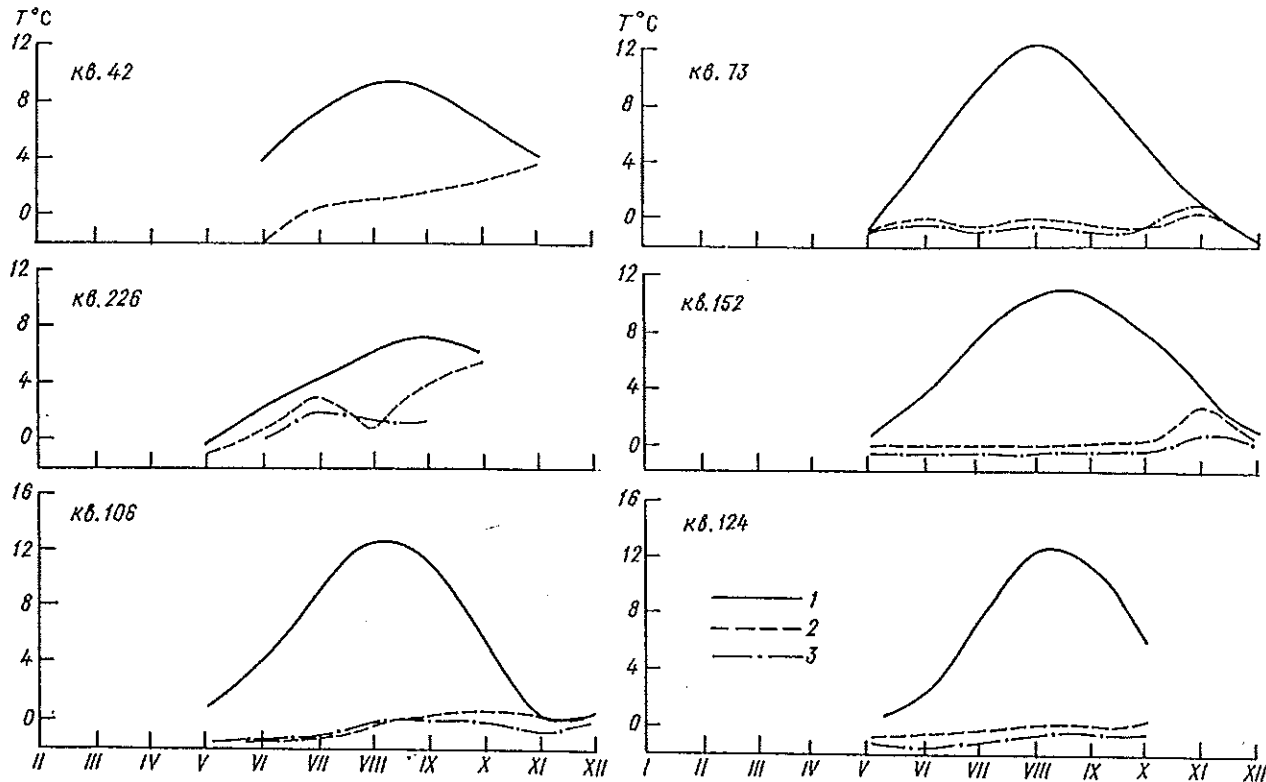 T°C
12
8
4
0
кв. 42
T°C
12
8
4
0
кв. 73
12
8
4
0
кв. 226
12
8
4
0
кв. 152
16
12
8
4
0
кв. 106
II III IV V VI VII VIII IX X XI XII
16
12
8
4
0
кв. 124
1
2
3
I II III IV V VI VII VIII IX X XI XII